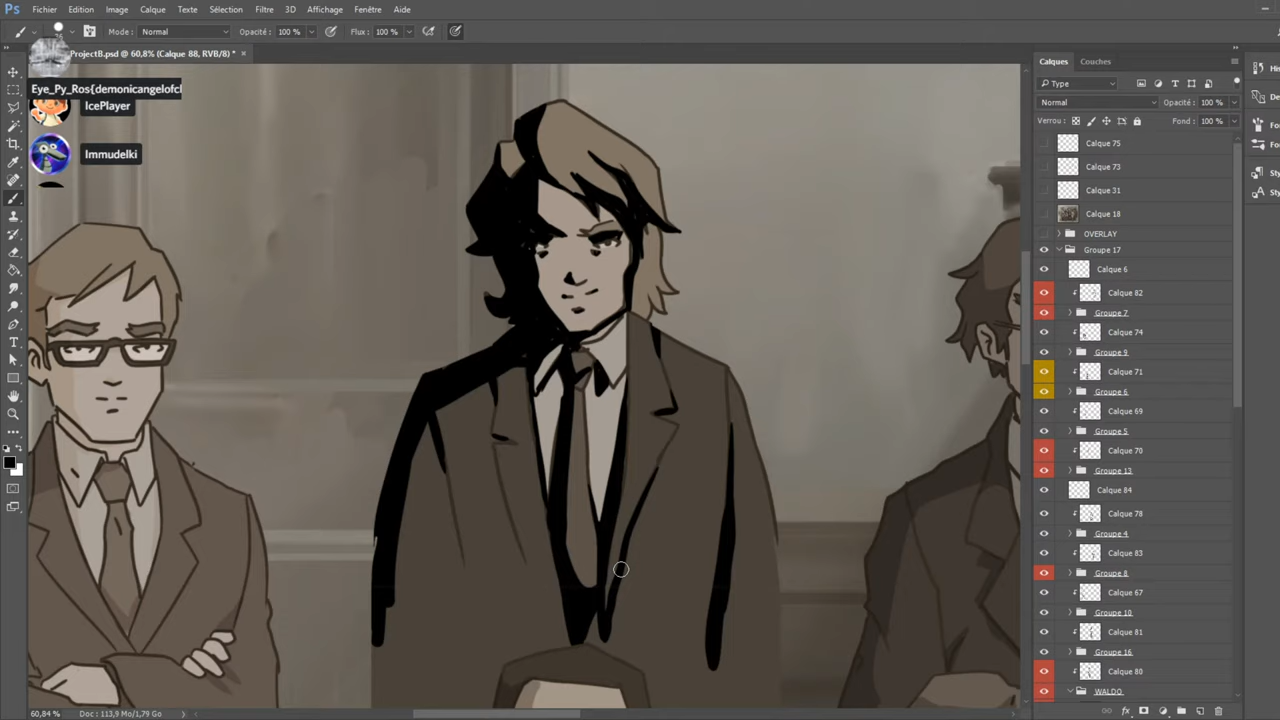 Ps Fichier Edition Image Calque Texte Sélection Filtre 3D Affichage Fenêtre Aide
Mode : Normal Opacité : 100 % Flux : 100 %
ProjectB.psd @ 60,8% (Calque 88, RVB/8) * ×
Eye_Py_Ros{demonicangelofcl
IcePlayer
Immudelki
Calques Couches
Type
Normal Opacité : 100 %
Verrou : Fond : 100 %
Calque 75
Calque 73
Calque 31
Calque 18
OVERLAY
Groupe 17
Calque 6
Calque 82
Groupe 7
Calque 74
Groupe 9
Calque 71
Groupe 6
Calque 69
Groupe 5
Calque 70
Groupe 13
Calque 84
Calque 78
Groupe 4
Calque 83
Groupe 8
Calque 67
Groupe 10
Calque 81
Groupe 16
Calque 80
WALDO
His
Fo
Sty
Sty
60,84 % Doc : 113,9 Mo/1,79 Go